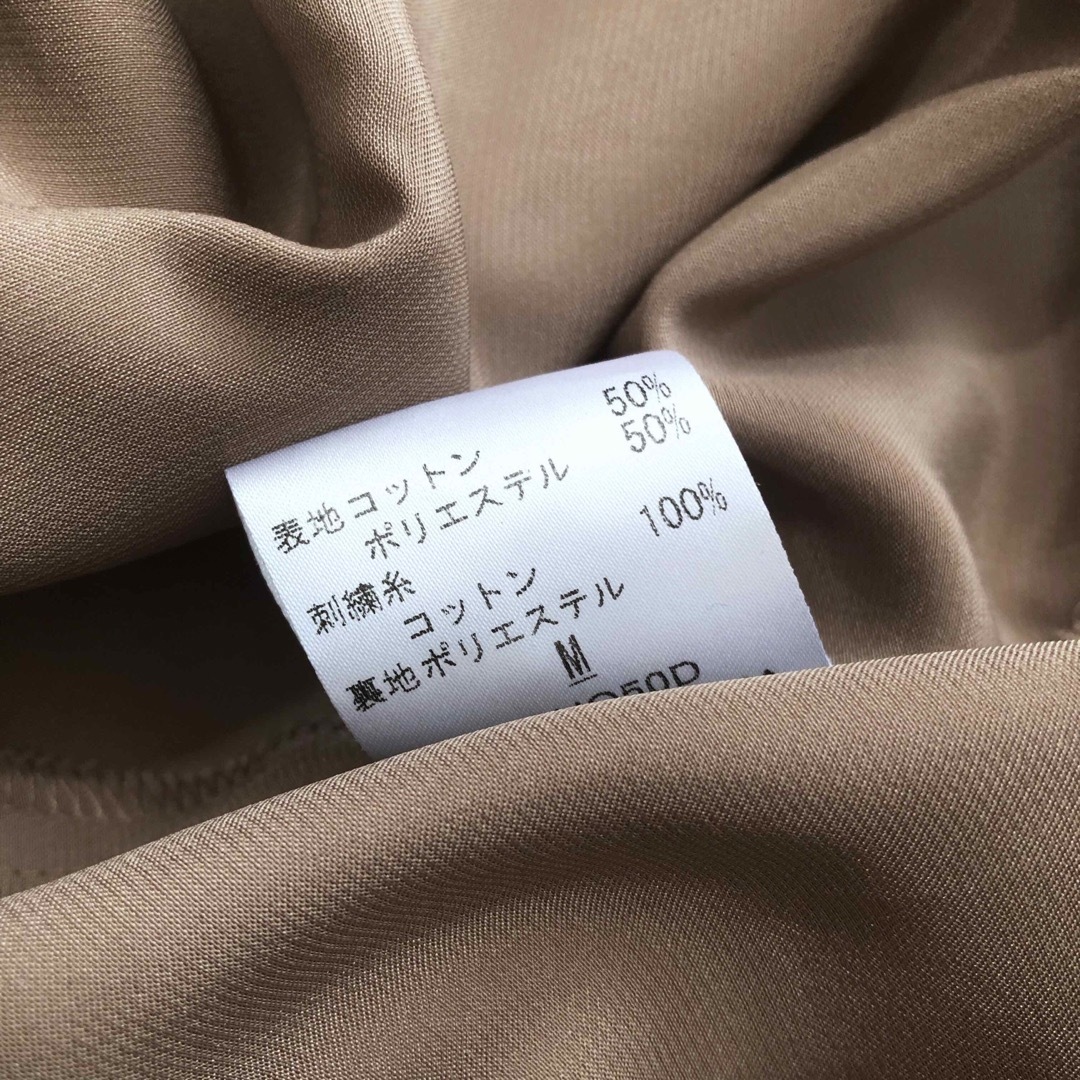 表地コットン 50%
ポリエステル 50%
刺繍糸
コットン 100%
裏地ポリエステル
M